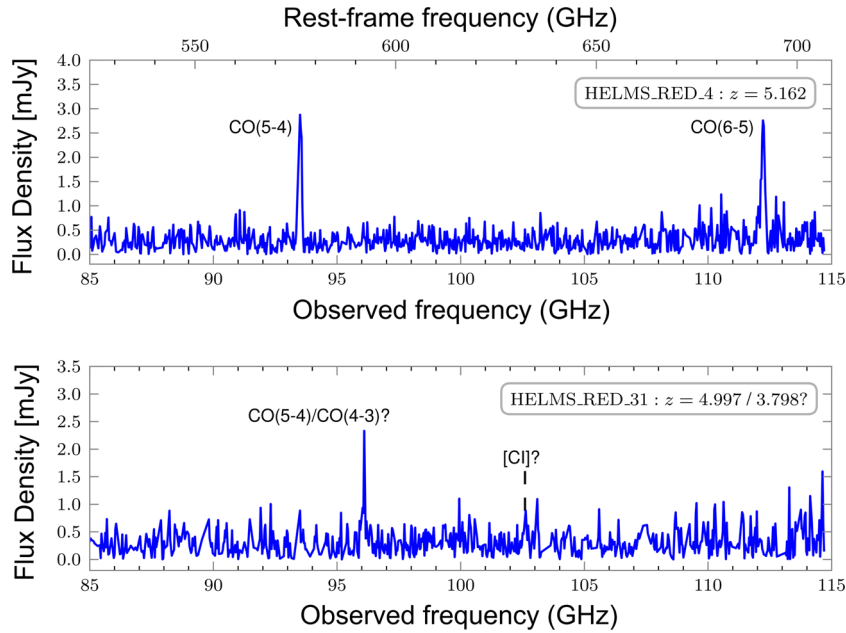 Rest-frame frequency (GHz)
550 600 650 700
4.0
3.5
3.0
2.5
2.0
1.5
1.0
0.5
0.0
Flux Density [mJy]
HELMS_RED_4 : z = 5.162
CO(5-4)
CO(6-5)
85 90 95 100 105 110 115
Observed frequency (GHz)
3.5
3.0
2.5
2.0
1.5
1.0
0.5
0.0
Flux Density [mJy]
HELMS_RED_31 : z = 4.997 / 3.798?
CO(5-4)/CO(4-3)?
[CI]?
85 90 95 100 105 110 115
Observed frequency (GHz)